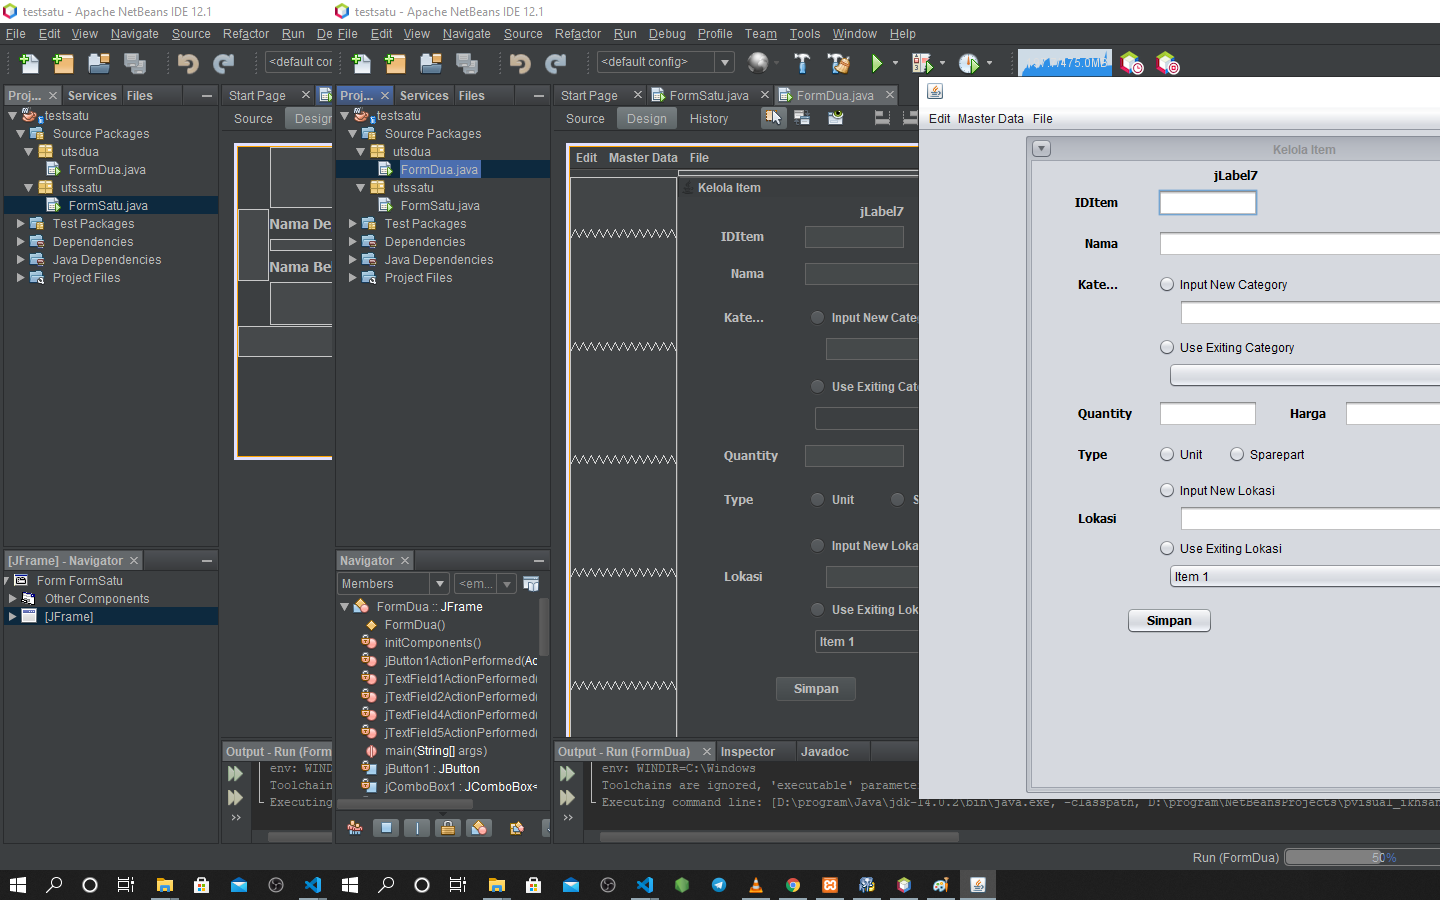 testsatu - Apache NetBeans IDE 12.1
testsatu - Apache NetBeans IDE 12.1
File Edit View Navigate Source Refactor Run De
File Edit View Navigate Source Refactor Run Debug Profile Team Tools Window Help
<default con
<default config>
475.0MB
Proj... Services Files
Start Page
Proj... Services Files
Start Page FormSatu.java FormDua.java
Source Design
Source Design History
testsatu
Source Packages
utsdua
FormDua.java
utssatu
FormSatu.java
Test Packages
Dependencies
Java Dependencies
Project Files
Nama De
Nama Bel
testsatu
Source Packages
utsdua
FormDua.java
utssatu
FormSatu.java
Test Packages
Dependencies
Java Dependencies
Project Files
Edit Master Data File
Kelola Item
jLabel7
IDItem
Nama
Kate...
Input New Cate
Use Exiting Cat
Quantity
Type
Unit
S
Input New Loka
Lokasi
Use Exiting Lok
Item 1
Simpan
Edit Master Data File
Kelola Item
jLabel7
IDItem
Nama
Kate...
Input New Category
Use Exiting Category
Quantity
Harga
Type
Unit
Sparepart
Input New Lokasi
Lokasi
Use Exiting Lokasi
Item 1
Simpan
[JFrame] - Navigator
Form FormSatu
Other Components
[JFrame]
Navigator
Members
<em...
FormDua :: JFrame
FormDua()
initComponents()
jButton1ActionPerformed(Ac
jTextField1ActionPerformed(
jTextField2ActionPerformed(
jTextField4ActionPerformed(
jTextField5ActionPerformed(
main(String[] args)
jButton1 : JButton
jComboBox1 : JComboBox<
Output - Run (Form
env: WIND
Toolchain
Executing
Output - Run (FormDua) Inspector Javadoc
env: WINDIR=C:\Windows
Toolchains are ignored, 'executable' paramete
Executing command line: [D:\program\Java\jdk-14.0.2\bin\java.exe, -classpath, D:\program\NetBeansProjects\pvisual_ikhsan
Run (FormDua)
50%